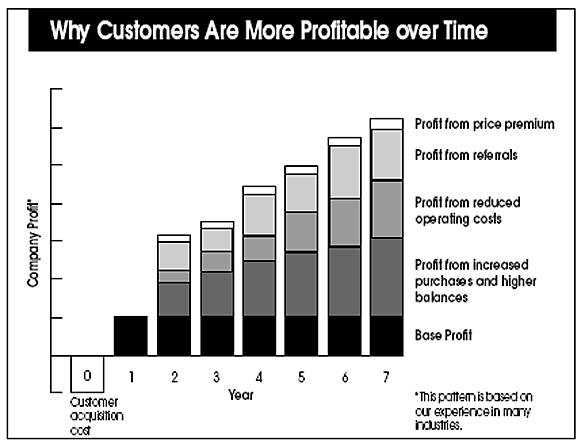 Why Customers Are More Profitable over Time
Company Profit*
Profit from price premium
Profit from referrals
Profit from reduced
operating costs
Profit from increased
purchases and higher
balances
Base Profit
0
1
2
3
4
5
6
7
Customer
acquisition
cost
Year
*This pattern is based on
our experience in many
industries.